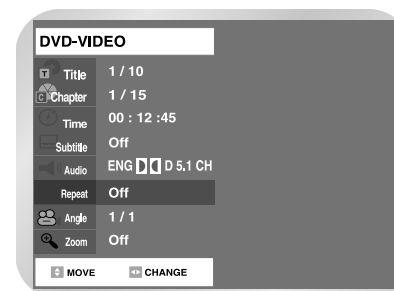 DVD-VIDEO
T Title 1 / 10
C Chapter 1 / 15
Time 00 : 12 :45
Subtitle Off
Audio ENG D 5.1 CH
Repeat Off
Angle 1 / 1
Zoom Off
MOVE CHANGE